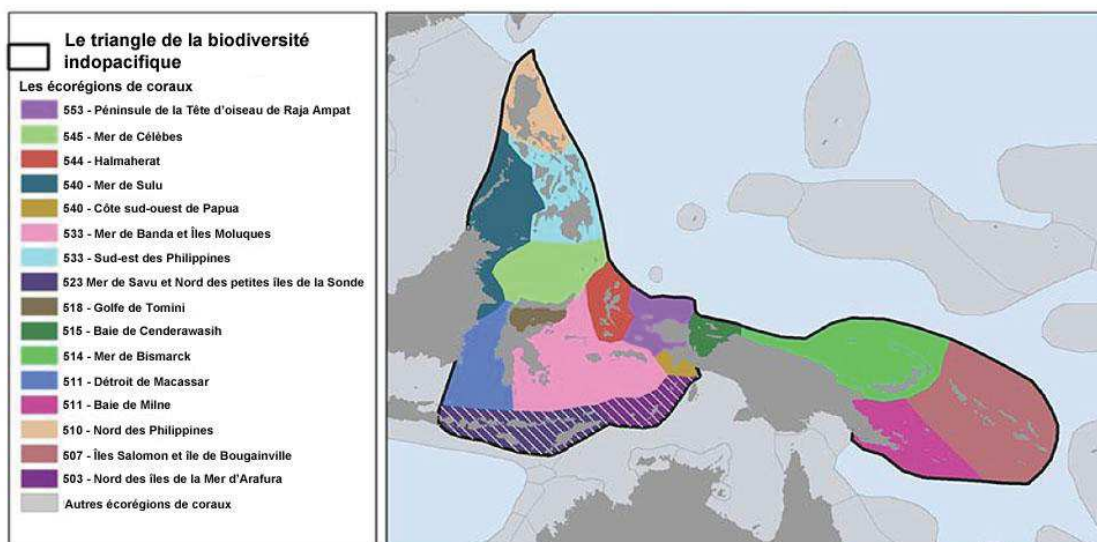 Le triangle de la biodiversité
indopacifique
Les écorégions de coraux
553 - Péninsule de la Tête d'oiseau de Raja Ampat
545 - Mer de Célèbes
544 - Halmaherat
540 - Mer de Sulu
540 - Côte sud-ouest de Papua
533 - Mer de Banda et Îles Moluques
533 - Sud-est des Philippines
523 Mer de Savu et Nord des petites îles de la Sonde
518 - Golfe de Tomini
515 - Baie de Cenderawasih
514 - Mer de Bismarck
511 - Détroit de Macassar
511 - Baie de Milne
510 - Nord des Philippines
507 - Îles Salomon et île de Bougainville
503 - Nord des îles de la Mer d'Arafura
Autres écorégions de coraux